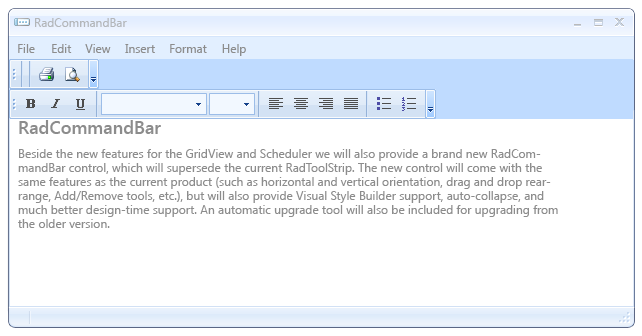 RadCommandBar
File Edit View Insert Format Help
B I U
RadCommandBar
Beside the new features for the GridView and Scheduler we will also provide a brand new RadCom-
mandBar control, which will supersede the current RadToolStrip. The new control will come with the
same features as the current product (such as horizontal and vertical orientation, drag and drop rear-
range, Add/Remove tools, etc.), but will also provide Visual Style Builder support, auto-collapse, and
much better design-time support. An automatic upgrade tool will also be included for upgrading from
the older version.